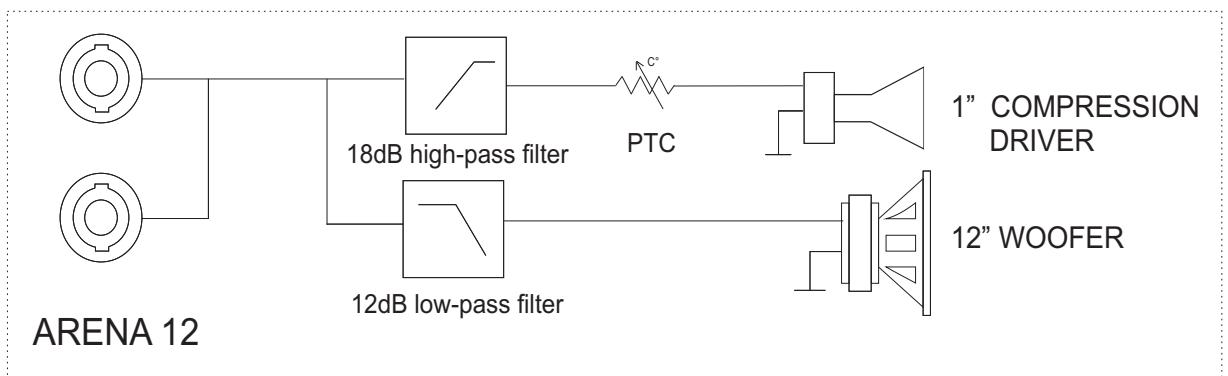 C°
1” COMPRESSION
DRIVER
PTC
18dB high-pass filter
12” WOOFER
12dB low-pass filter
ARENA 12